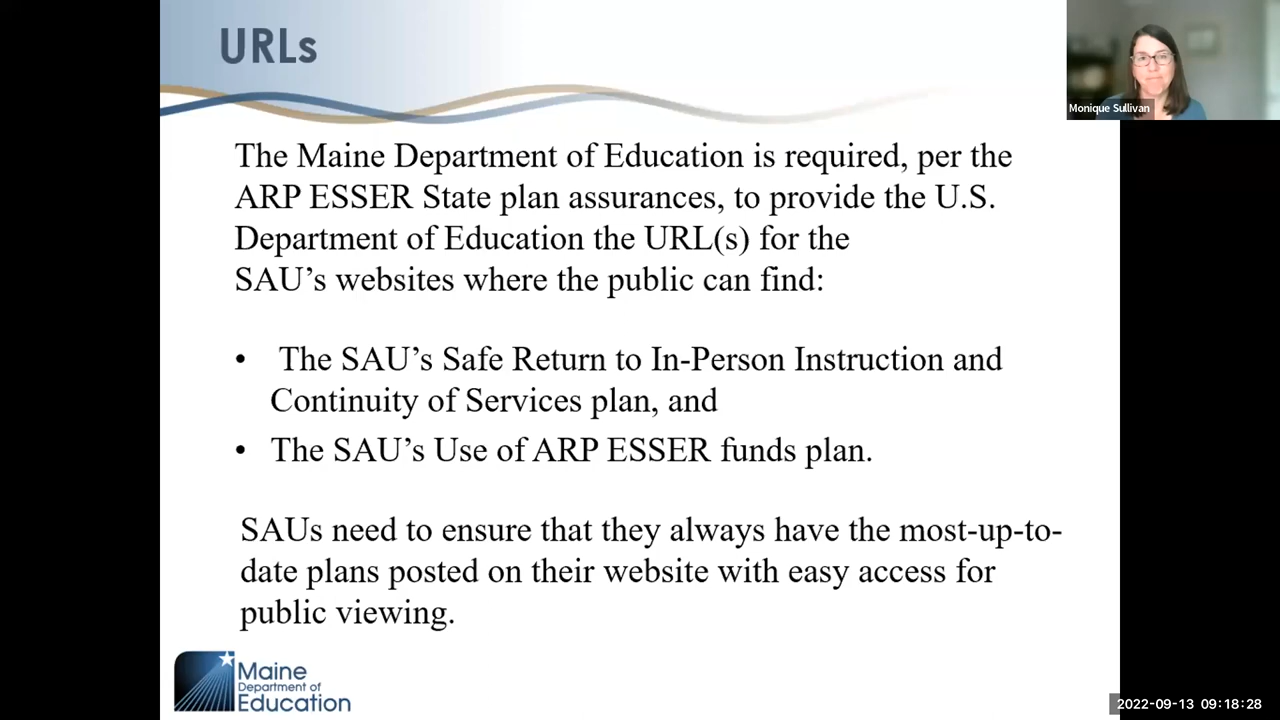 URLs
Monique Sullivan
The Maine Department of Education is required, per the
ARP ESSER State plan assurances, to provide the U.S.
Department of Education the URL(s) for the
SAU’s websites where the public can find:
• The SAU’s Safe Return to In-Person Instruction and
Continuity of Services plan, and
• The SAU’s Use of ARP ESSER funds plan.
SAUs need to ensure that they always have the most-up-to-
date plans posted on their website with easy access for
public viewing.
Maine
Department of
Education
2022-09-13 09:18:28